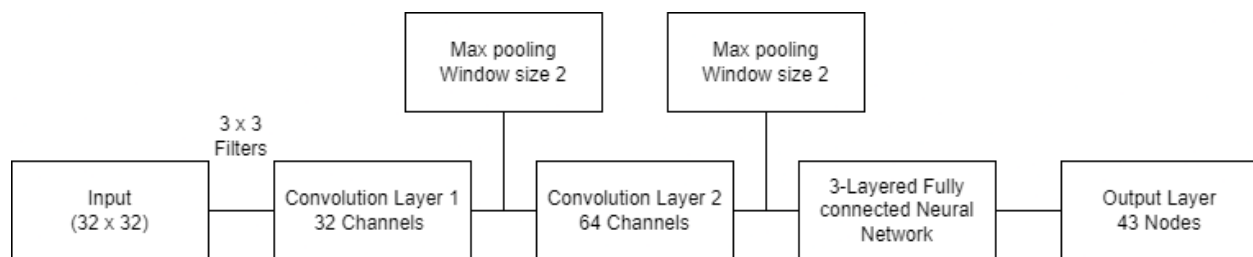 Max pooling
Window size 2
Max pooling
Window size 2
3 x 3
Filters
Input
(32 x 32)
Convolution Layer 1
32 Channels
Convolution Layer 2
64 Channels
3-Layered Fully
connected Neural
Network
Output Layer
43 Nodes